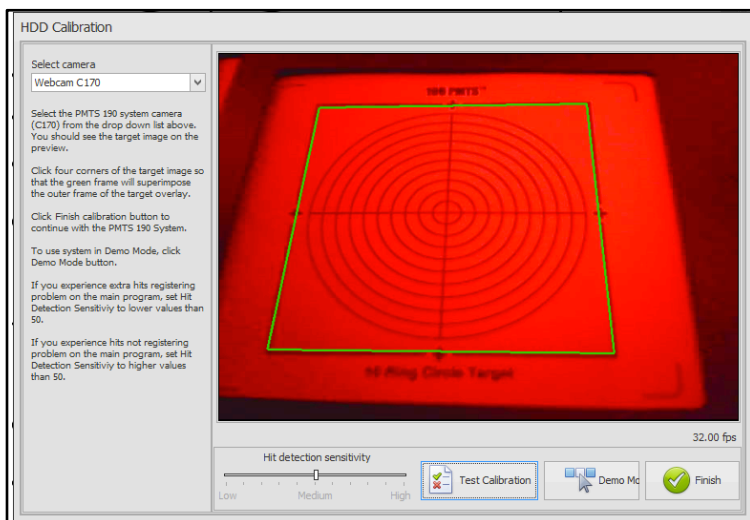 HDD Calibration
Select camera
Webcam C170
Select the PMTS 190 system camera
(C170) from the drop down list above.
You should see the target image on the
preview.
Click four corners of the target image so
that the green frame will superimpose
the outer frame of the target overlay.
Click Finish calibration button to
continue with the PMTS 190 System.
To use system in Demo Mode, click
Demo Mode button.
If you experience extra hits registering
problem on the main program, set Hit
Detection Sensitiviy to lower values than
50.
If you experience hits not registering
problem on the main program, set Hit
Detection Sensitiviy to higher values
than 50.
190 PMTS™
10 Ring Circle Target
32.00 fps
Hit detection sensitivity
Low
Medium
High
Test Calibration
Demo Mo
Finish